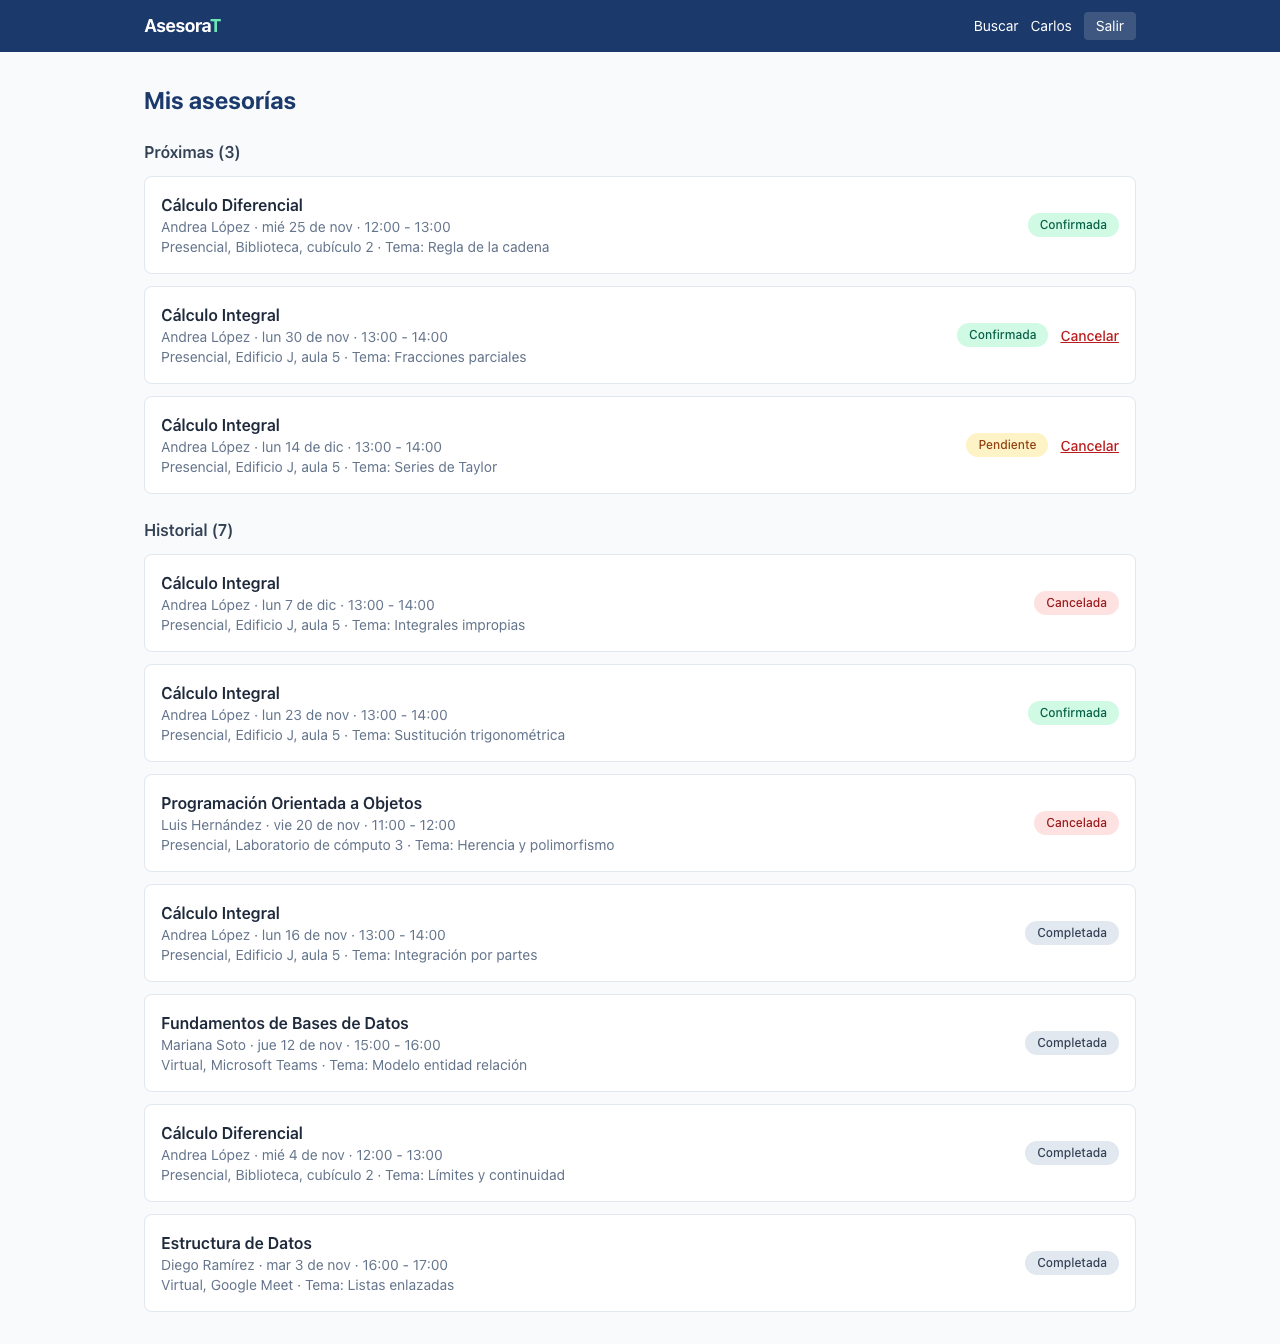 AsesoraT
Buscar Carlos Salir
Mis asesorías
Próximas (3)
Cálculo Diferencial
Andrea López · mié 25 de nov · 12:00 - 13:00
Presencial, Biblioteca, cubículo 2 · Tema: Regla de la cadena
Confirmada
Cálculo Integral
Andrea López · lun 30 de nov · 13:00 - 14:00
Presencial, Edificio J, aula 5 · Tema: Fracciones parciales
Confirmada Cancelar
Cálculo Integral
Andrea López · lun 14 de dic · 13:00 - 14:00
Presencial, Edificio J, aula 5 · Tema: Series de Taylor
Pendiente Cancelar
Historial (7)
Cálculo Integral
Andrea López · lun 7 de dic · 13:00 - 14:00
Presencial, Edificio J, aula 5 · Tema: Integrales impropias
Cancelada
Cálculo Integral
Andrea López · lun 23 de nov · 13:00 - 14:00
Presencial, Edificio J, aula 5 · Tema: Sustitución trigonométrica
Confirmada
Programación Orientada a Objetos
Luis Hernández · vie 20 de nov · 11:00 - 12:00
Presencial, Laboratorio de cómputo 3 · Tema: Herencia y polimorfismo
Cancelada
Cálculo Integral
Andrea López · lun 16 de nov · 13:00 - 14:00
Presencial, Edificio J, aula 5 · Tema: Integración por partes
Completada
Fundamentos de Bases de Datos
Mariana Soto · jue 12 de nov · 15:00 - 16:00
Virtual, Microsoft Teams · Tema: Modelo entidad relación
Completada
Cálculo Diferencial
Andrea López · mié 4 de nov · 12:00 - 13:00
Presencial, Biblioteca, cubículo 2 · Tema: Límites y continuidad
Completada
Estructura de Datos
Diego Ramírez · mar 3 de nov · 16:00 - 17:00
Virtual, Google Meet · Tema: Listas enlazadas
Completada